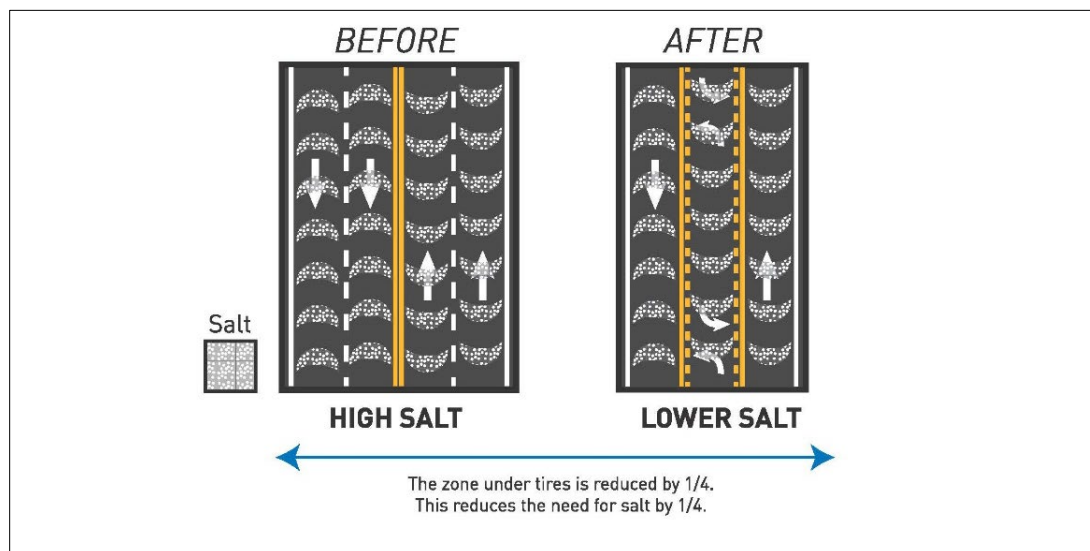 BEFORE
AFTER
Salt
HIGH SALT
LOWER SALT
The zone under tires is reduced by 1/4.
This reduces the need for salt by 1/4.